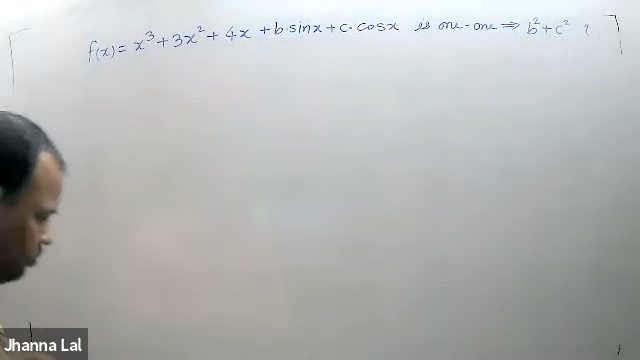 f(x) = x³ + 3x² + 4x + b·sinx + c·cosx is one-one ⇒ b² + c² ?
Jhanna Lal